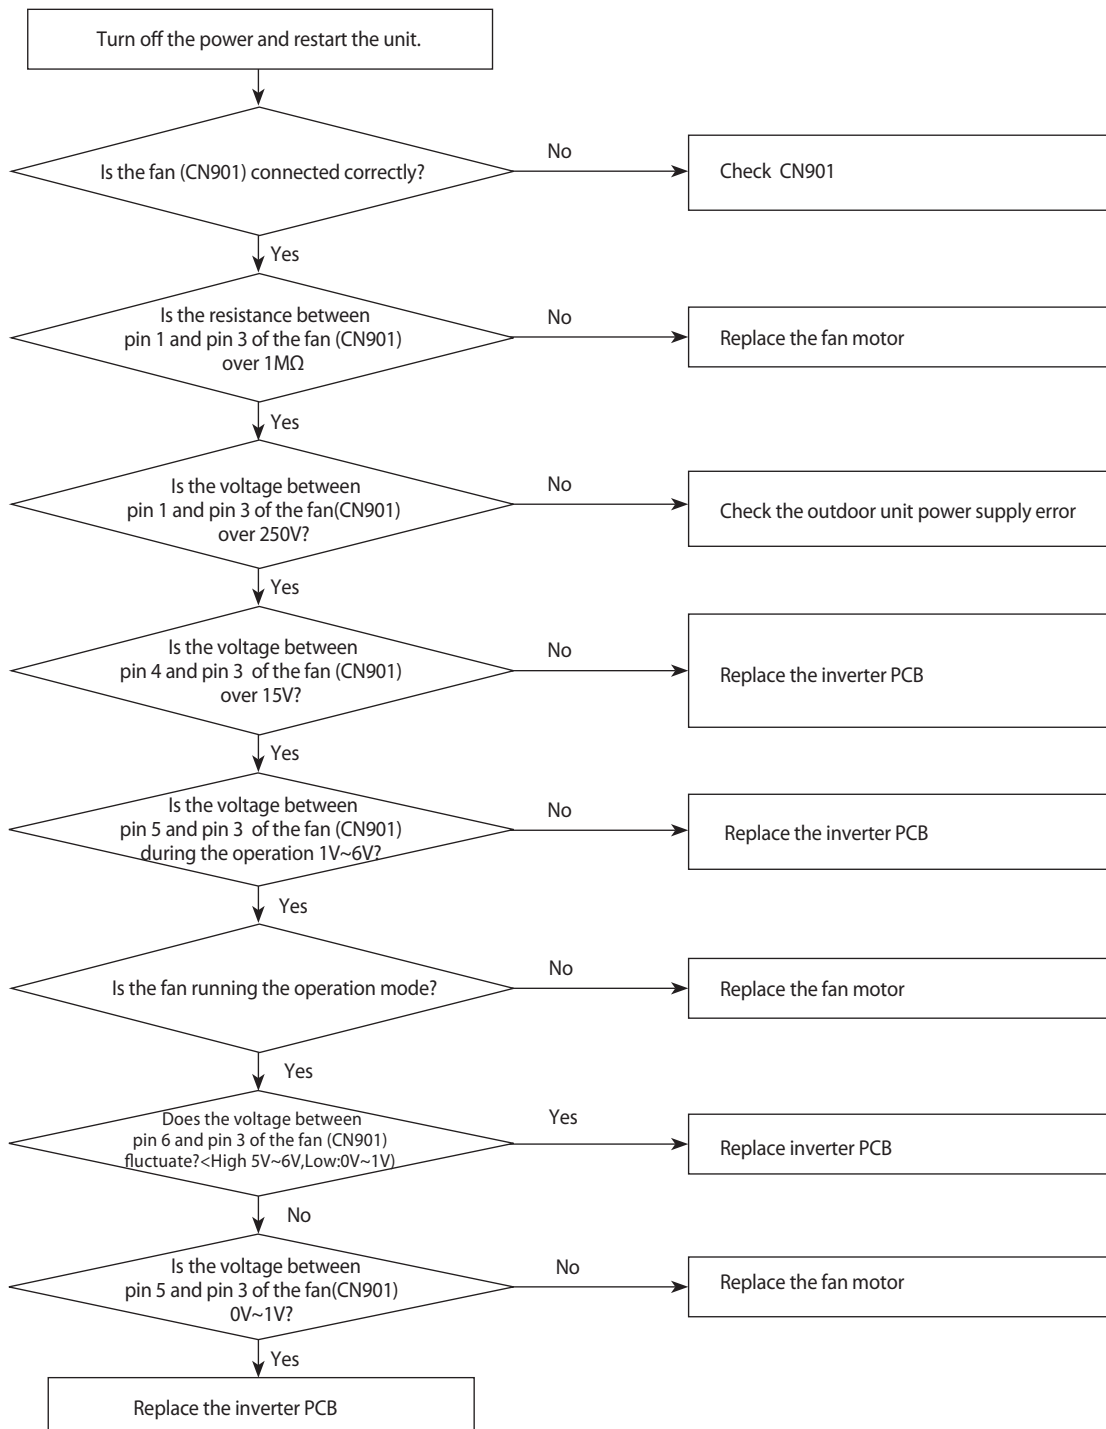 Turn off the power and restart the unit.
Is the fan (CN901) connected correctly?
No
Check CN901
Yes
Is the resistance between
pin 1 and pin 3 of the fan (CN901)
over 1MΩ
No
Replace the fan motor
Yes
Is the voltage between
pin 1 and pin 3 of the fan(CN901)
over 250V?
No
Check the outdoor unit power supply error
Yes
Is the voltage between
pin 4 and pin 3 of the fan (CN901)
over 15V?
No
Replace the inverter PCB
Yes
Is the voltage between
pin 5 and pin 3 of the fan (CN901)
during the operation 1V~6V?
No
Replace the inverter PCB
Yes
Is the fan running the operation mode?
No
Replace the fan motor
Yes
Does the voltage between
pin 6 and pin 3 of the fan (CN901)
fluctuate?<High 5V~6V,Low:0V~1V)
Yes
Replace inverter PCB
No
Is the voltage between
pin 5 and pin 3 of the fan(CN901)
0V~1V?
No
Replace the fan motor
Yes
Replace the inverter PCB